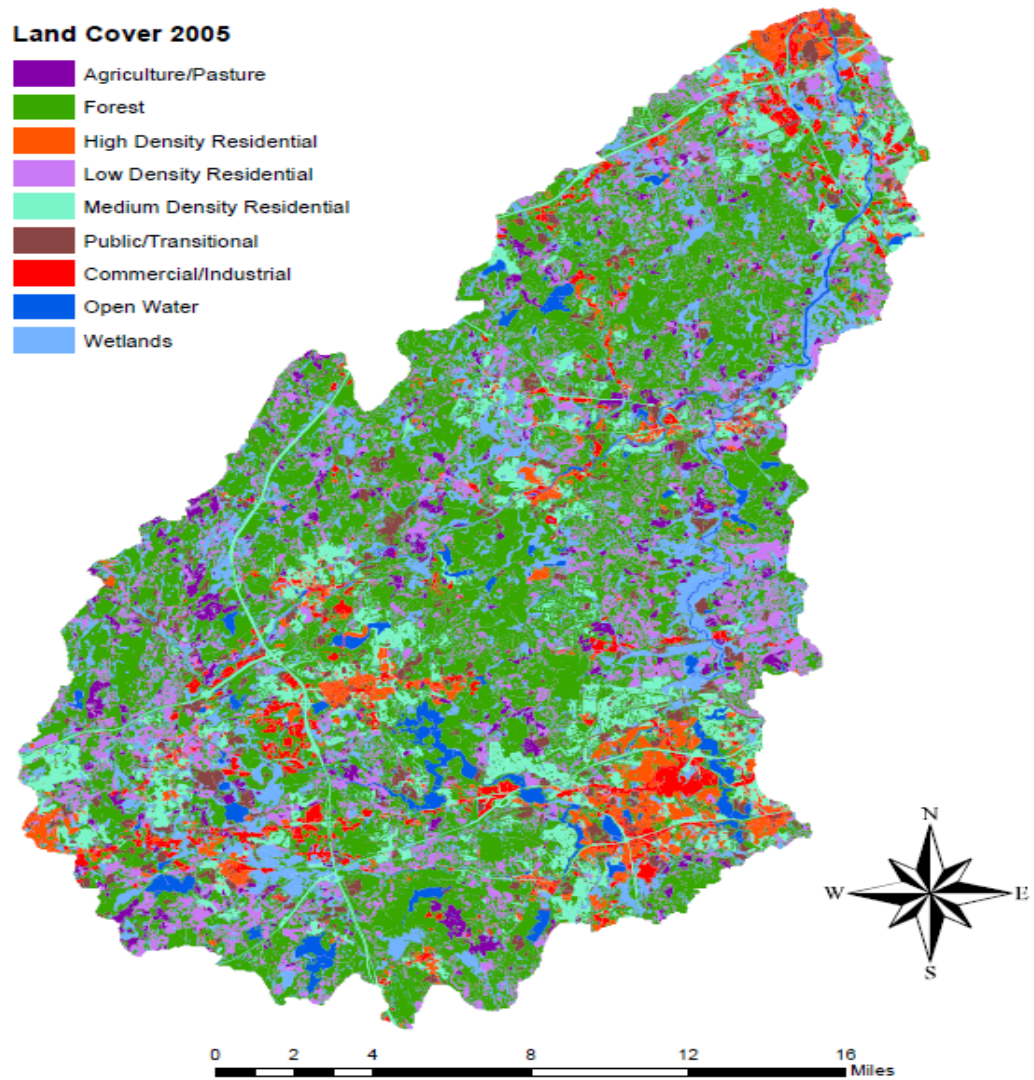 Land Cover 2005
Agriculture/Pasture
Forest
High Density Residential
Low Density Residential
Medium Density Residential
Public/Transitional
Commercial/Industrial
Open Water
Wetlands
N
W E
S
0 2 4 8 12 16
Miles